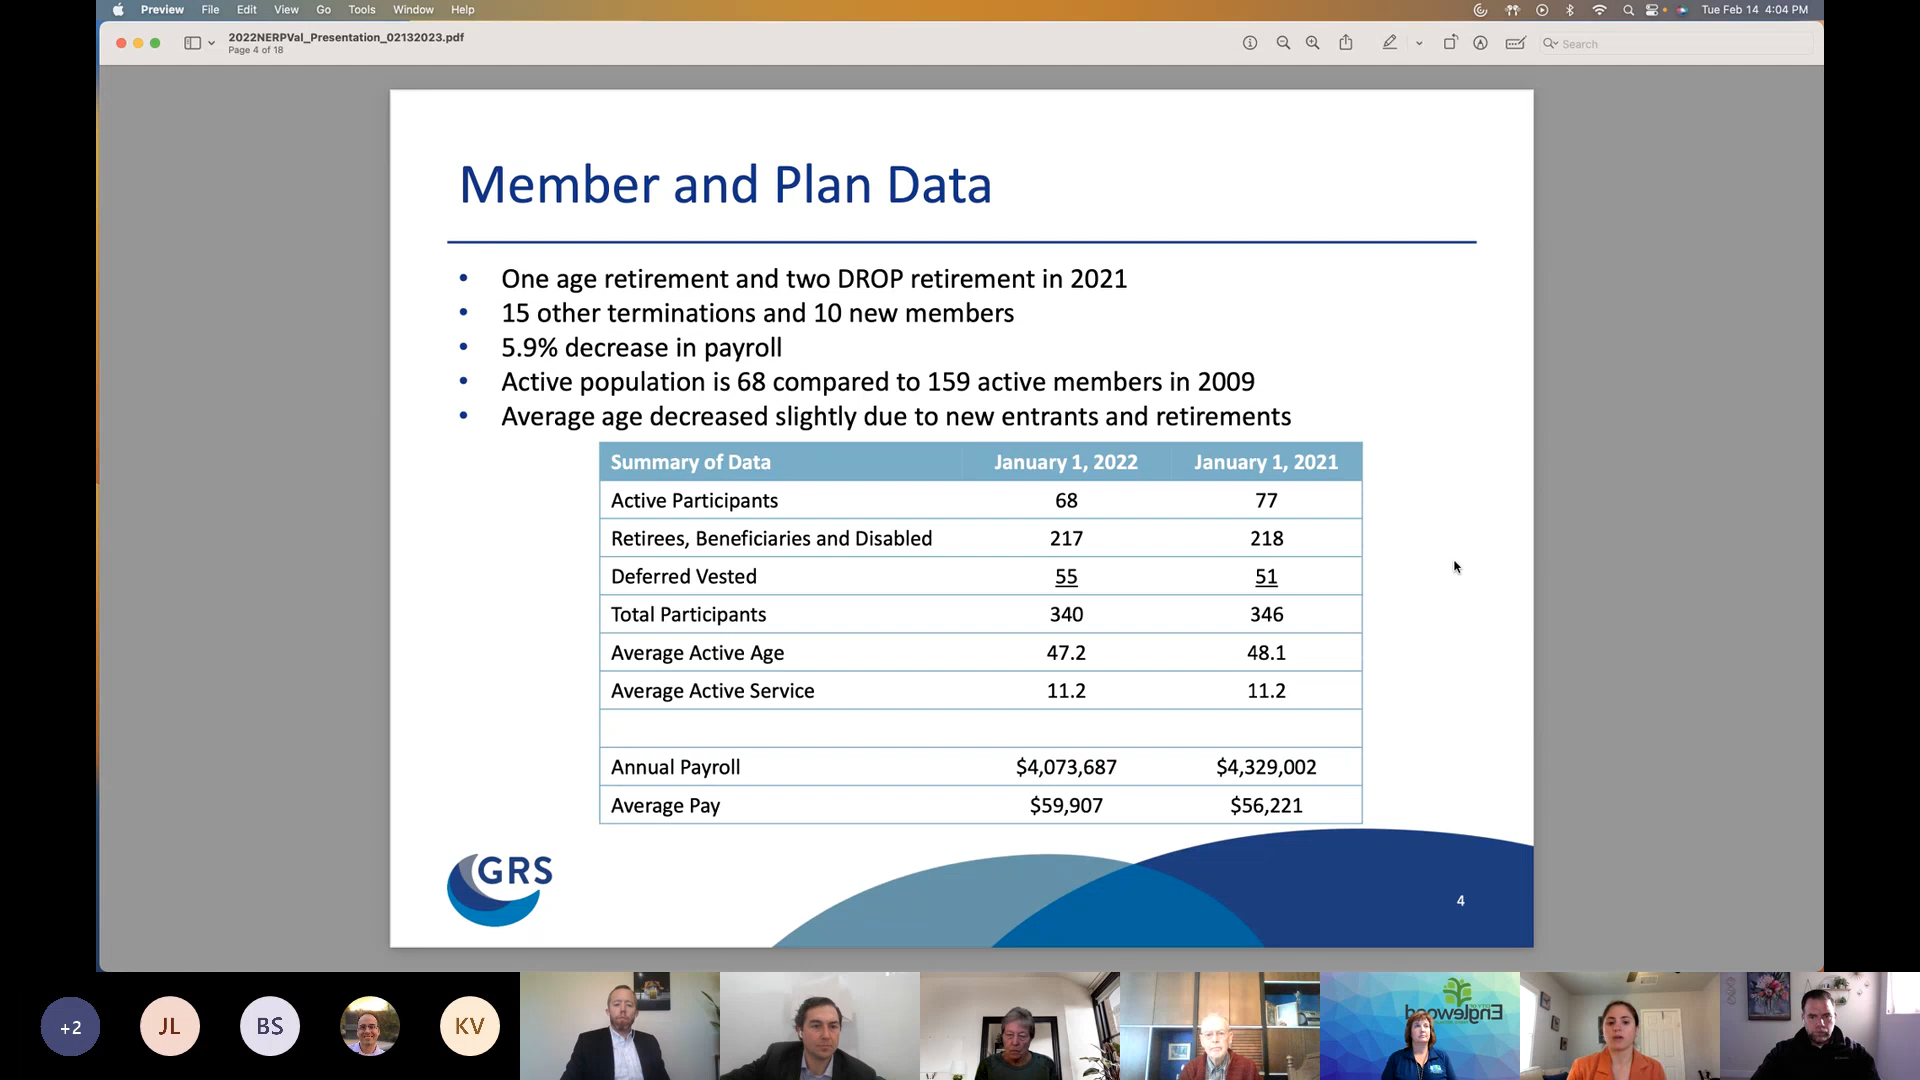 Preview File Edit View Go Tools Window Help
Tue Feb 14 4:04 PM
2022NERPVal_Presentation_02132023.pdf
Page 4 of 18
Search
Member and Plan Data
• One age retirement and two DROP retirement in 2021
• 15 other terminations and 10 new members
• 5.9% decrease in payroll
• Active population is 68 compared to 159 active members in 2009
• Average age decreased slightly due to new entrants and retirements
Summary of Data January 1, 2022 January 1, 2021
Active Participants 68 77
Retirees, Beneficiaries and Disabled 217 218
Deferred Vested 55 51
Total Participants 340 346
Average Active Age 47.2 48.1
Average Active Service 11.2 11.2
Annual Payroll $4,073,687 $4,329,002
Average Pay $59,907 $56,221
GRS
4
+2 JL BS KV
Englewood